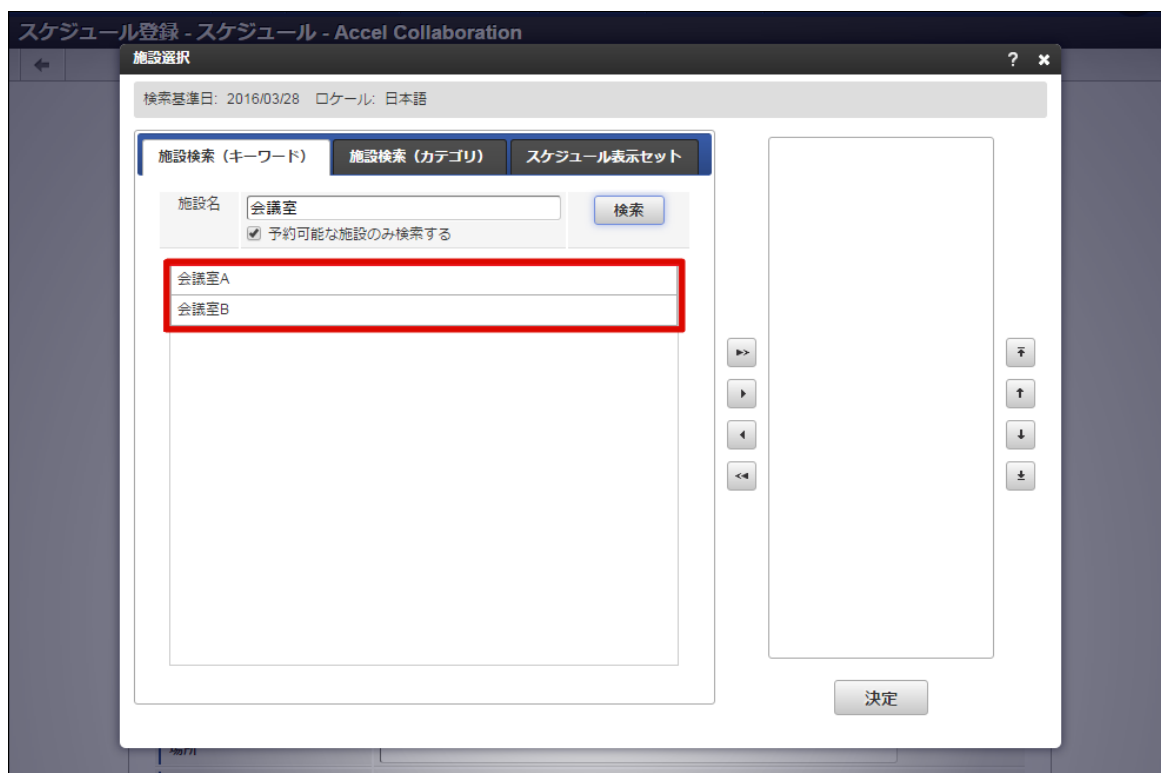 スケジュール登録 - スケジュール - Accel Collaboration
施設選択
?
検索基準日: 2016/03/28 ロケール: 日本語
施設検索（キーワード） 施設検索（カテゴリ） スケジュール表示セット
施設名 会議室 検索
予約可能な施設のみ検索する
会議室A
会議室B
決定
場所